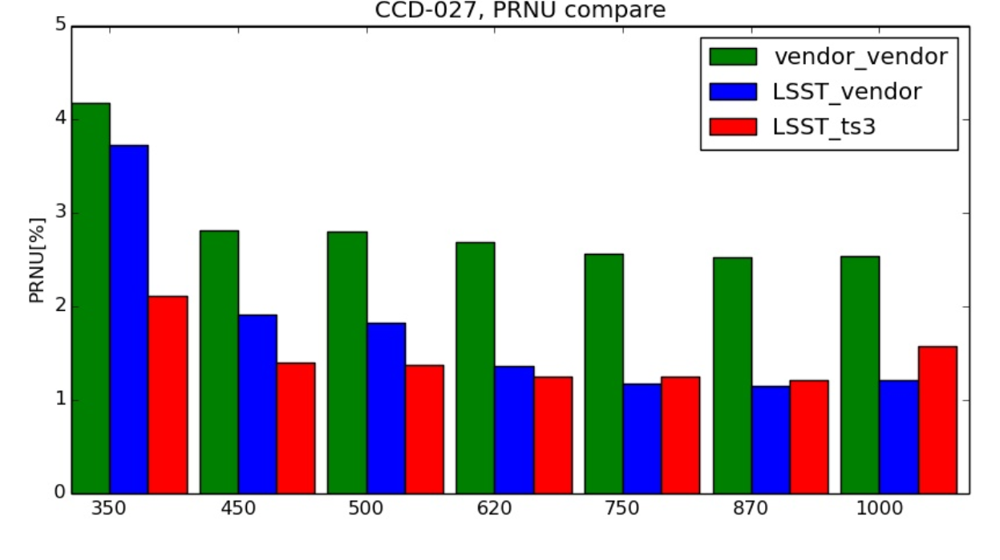 CCD-027, PRNU compare
vendor_vendor
LSST_vendor
LSST_ts3
PRNU[%]
5
4
3
2
1
0
350 450 500 620 750 870 1000